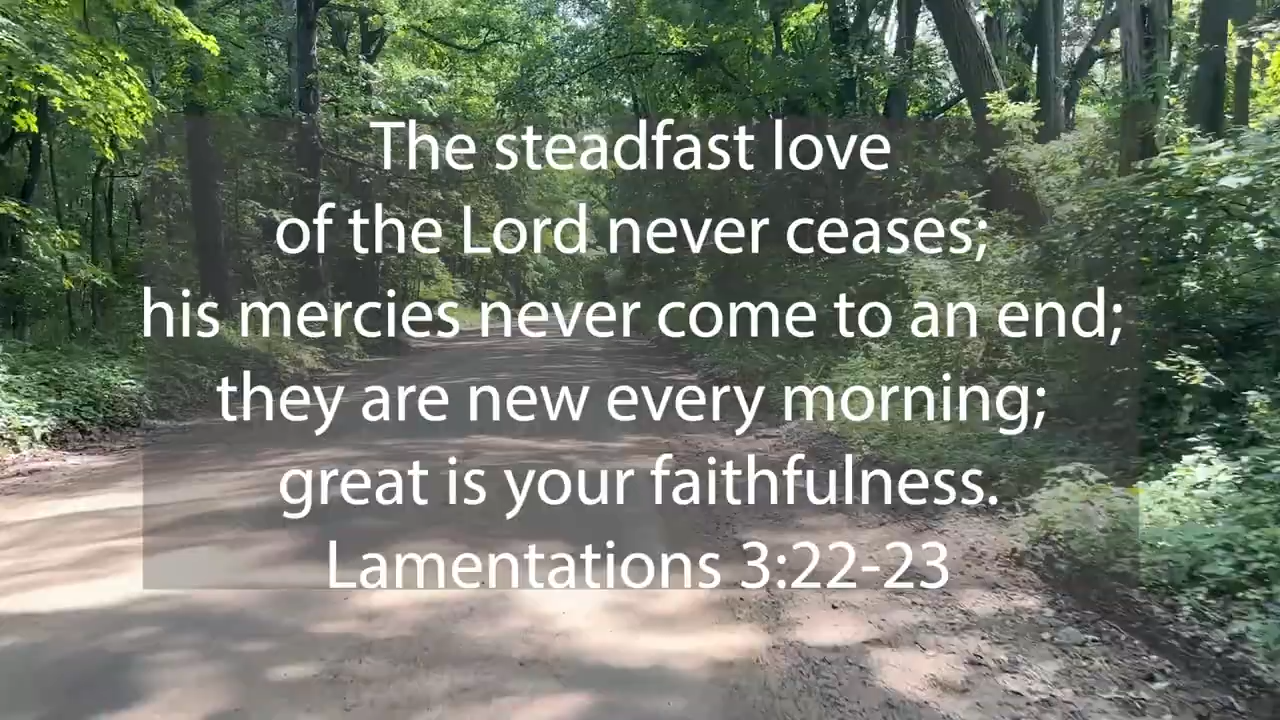 The steadfast love
of the Lord never ceases;
his mercies never come to an end;
they are new every morning;
great is your faithfulness.
Lamentations 3:22-23